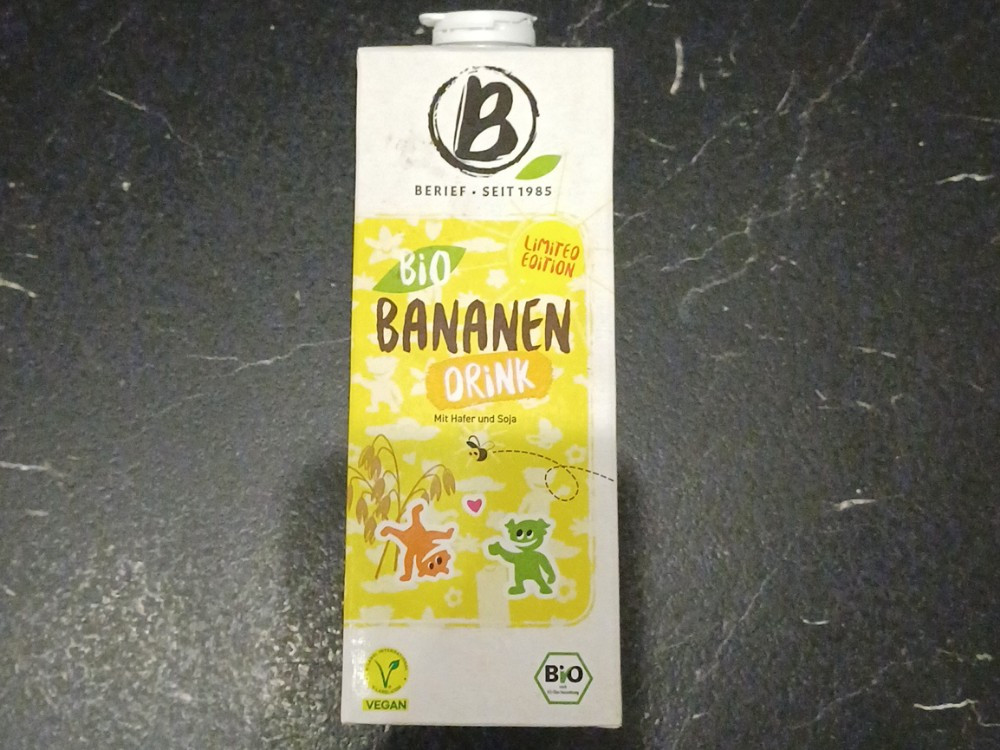 B
BERIEF · SEIT 1985
LiMiTED
EDiTiON
BiO
BANANEN
DRiNK
Mit Hafer und Soja
V
VEGAN
BiO